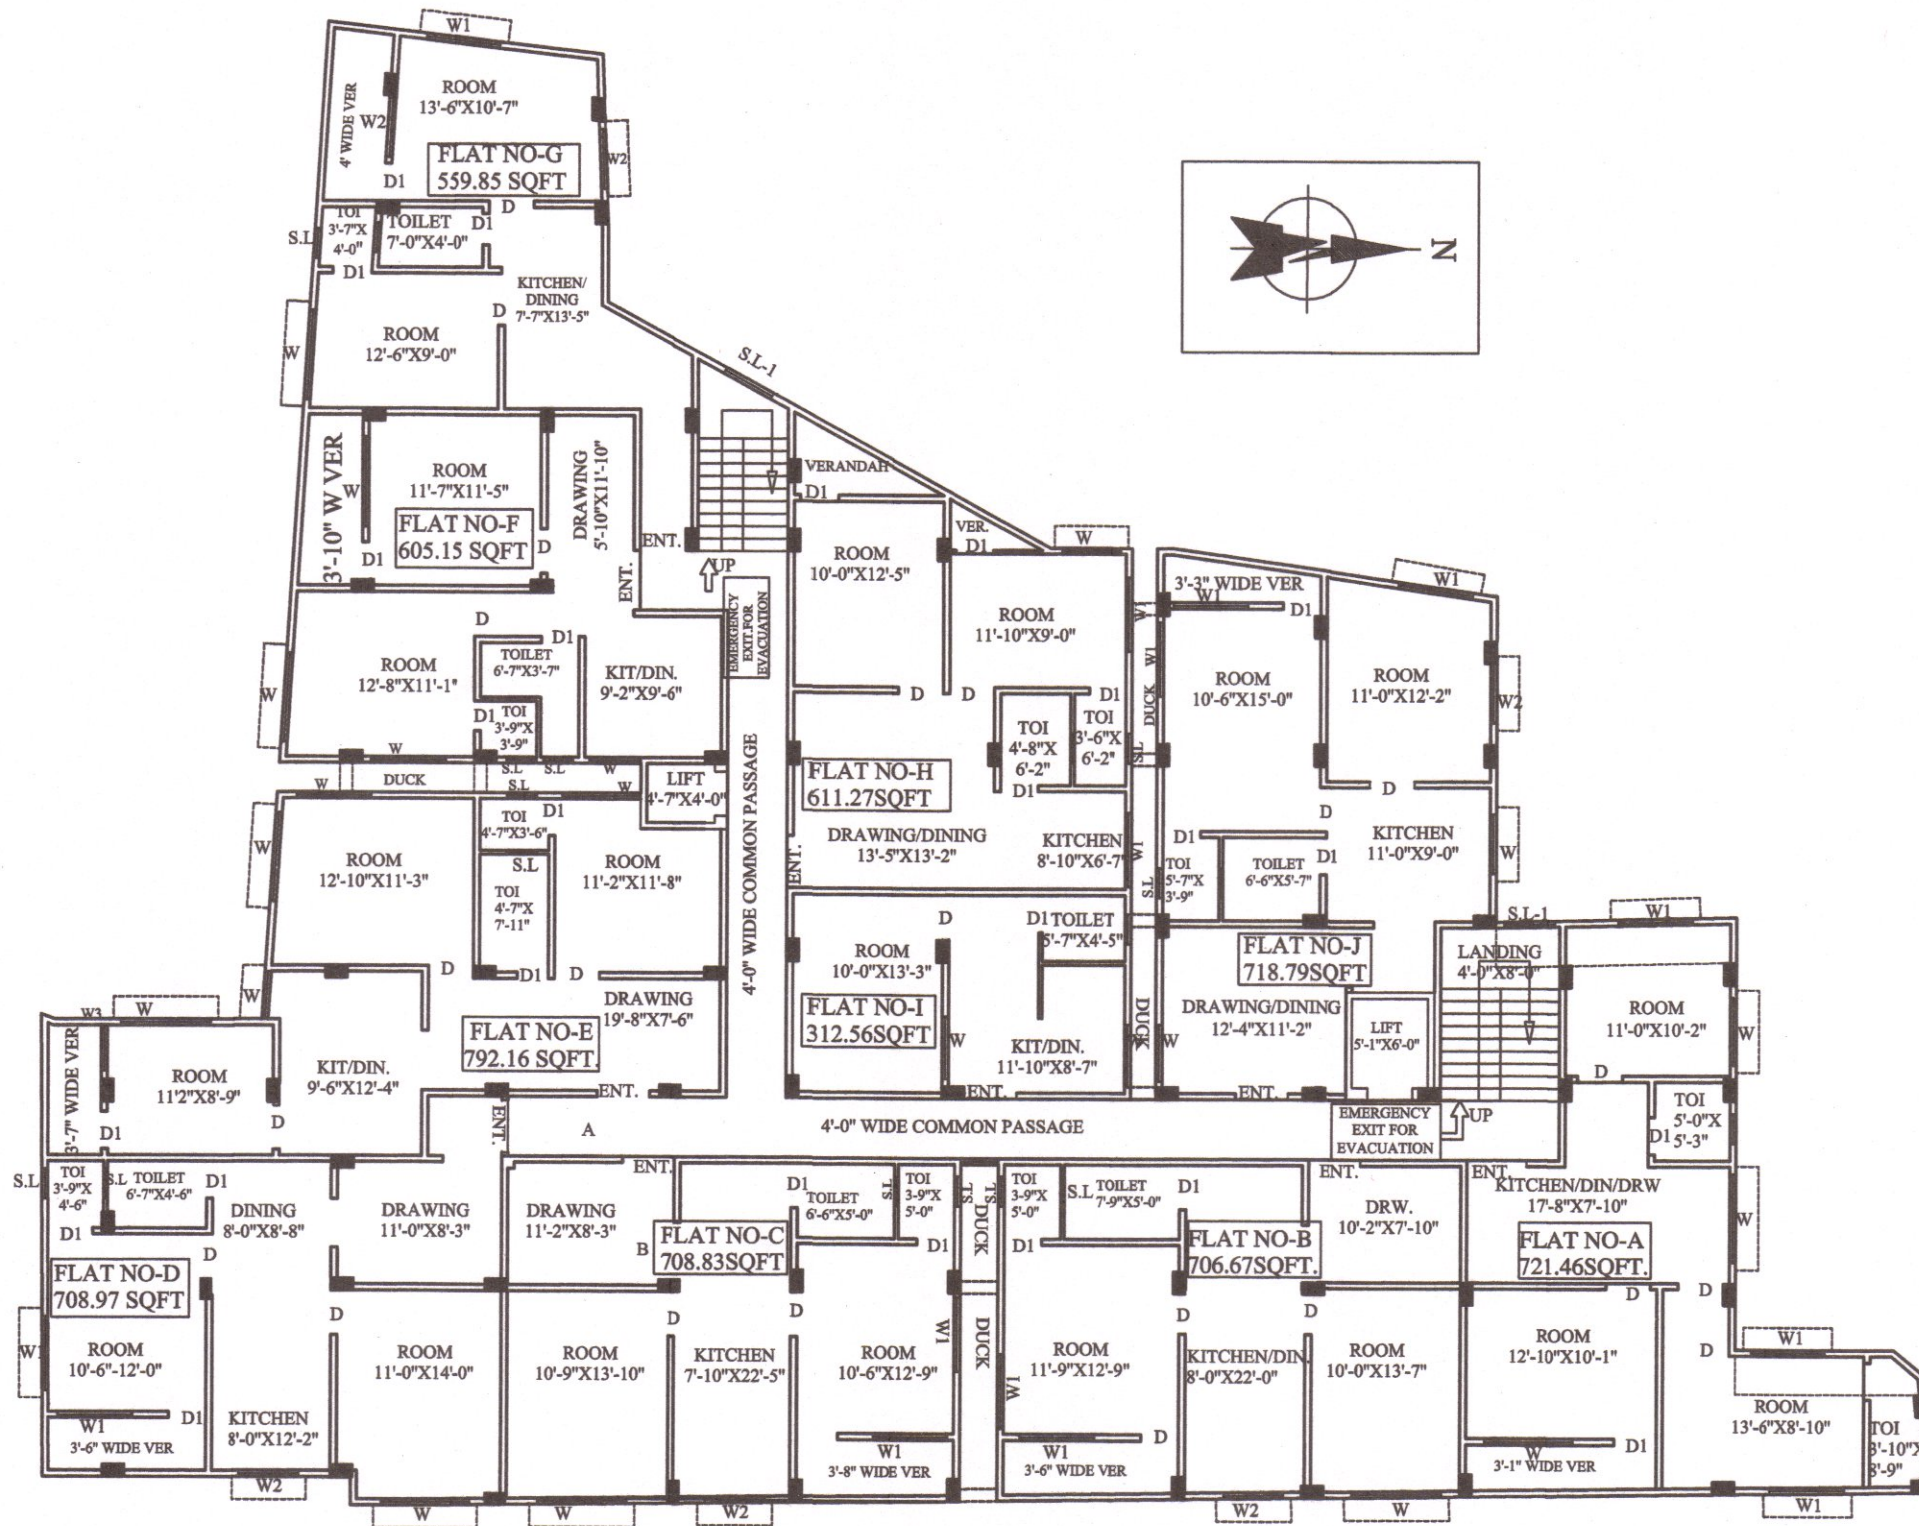 W1
ROOM
13'-6"X10'-7"
4' WIDE VER
W2
W2
FLAT NO-G
559.85 SQFT
D1
D
TOI
3'-7"X
4'-0"
TOILET
7'-0"X4'-0"
D1
S.L
D1
KITCHEN/
DINING
7'-7"X13'-5"
D
ROOM
12'-6"X9'-0"
W
S.L-1
N
3'-10" W VER
W
ROOM
11'-7"X11'-5"
FLAT NO-F
605.15 SQFT
D1
D
DRAWING
5'-10"X11'-10"
ENT.
ENT.
UP
EMERGENCY
EXIT.FOR
EVACUATION
VERANDAH
D1
VER.
D1
W
ROOM
10'-0"X12'-5"
ROOM
11'-10"X9'-0"
D
D
D1
TOI
4'-8"X
6'-2"
TOI
3'-6"X
6'-2"
D1
FLAT NO-H
611.27SQFT
DRAWING/DINING
13'-5"X13'-2"
KITCHEN
8'-10"X6'-7"
ENT.
D
ROOM
12'-8"X11'-1"
W
D1
TOILET
6'-7"X3'-7"
D1
TOI
3'-9"X
3'-9"
KIT/DIN.
9'-2"X9'-6"
W
S.L
S.L
W
W
DUCK
S.L
W
LIFT
4'-7"X4'-0"
4'-0" WIDE COMMON PASSAGE
W
ROOM
12'-10"X11'-3"
TOI
4'-7"X3'-6"
D1
S.L
TOI
4'-7"X
7'-11"
D1
ROOM
11'-2"X11'-8"
D
D
DRAWING
19'-8"X7'-6"
FLAT NO-E
792.16 SQFT.
KIT/DIN.
9'-6"X12'-4"
W
ENT.
3'-3" WIDE VER
W1
D1
W1
W1
W1
DUCK
S.L
ROOM
10'-6"X15'-0"
ROOM
11'-0"X12'-2"
W2
D
D
D1
TOI
5'-7"X
3'-9"
TOILET
6'-6"X5'-7"
D1
KITCHEN
11'-0"X9'-0"
W
W1
S.L
FLAT NO-J
718.79SQFT
DRAWING/DINING
12'-4"X11'-2"
LIFT
5'-1"X6'-0"
W
ENT.
DUCK
D
D1
TOILET
5'-7"X4'-5"
ROOM
10'-0"X13'-3"
FLAT NO-I
312.56SQFT
W
KIT/DIN.
11'-10"X8'-7"
ENT.
S.L-1
LANDING
4'-0"X8'-0"
W1
ROOM
11'-0"X10'-2"
W
D
TOI
5'-0"X
5'-3"
D1
UP
EMERGENCY
EXIT FOR
EVACUATION
4'-0" WIDE COMMON PASSAGE
A
ENT.
W3
W
3'-7" WIDE VER
ROOM
11'2"X8'-9"
D
D1
S.L
TOI
3'-9"X
4'-6"
S.L
TOILET
6'-7"X4'-6"
D1
D1
DINING
8'-0"X8'-8"
D
FLAT NO-D
708.97 SQFT
ROOM
10'-6"-12'-0"
W1
W1
D1
3'-6" WIDE VER
KITCHEN
8'-0"X12'-2"
W2
DRAWING
11'-0"X8'-3"
D
ROOM
11'-0"X14'-0"
W
DRAWING
11'-2"X8'-3"
B
ENT.
FLAT NO-C
708.83SQFT
D1
TOILET
6'-6"X5'-0"
S.L
TOI
3-9"X
5'-0"
D1
D
D
ROOM
10'-9"X13'-10"
W
KITCHEN
7'-10"X22'-5"
W2
ROOM
10'-6"X12'-9"
W1
W1
3'-8" WIDE VER
S.L
S.L
DUCK
DUCK
TOI
3-9"X
5'-0"
D1
S.L
TOILET
7'-9"X5'-0"
D1
FLAT NO-B
706.67SQFT.
ENT.
DRW.
10'-2"X7'-10"
ROOM
11'-9"X12'-9"
W1
W1
D
3'-6" WIDE VER
D
KITCHEN/DIN.
8'-0"X22'-0"
W2
D
ROOM
10'-0"X13'-7"
W
ENT.
KITCHEN/DIN/DRW
17'-8"X7'-10"
FLAT NO-A
721.46SQFT.
W
D
D
D
ROOM
12'-10"X10'-1"
W
D1
3'-1" WIDE VER
W1
ROOM
13'-6"X8'-10"
W1
TOI
3'-10"X
8'-9"